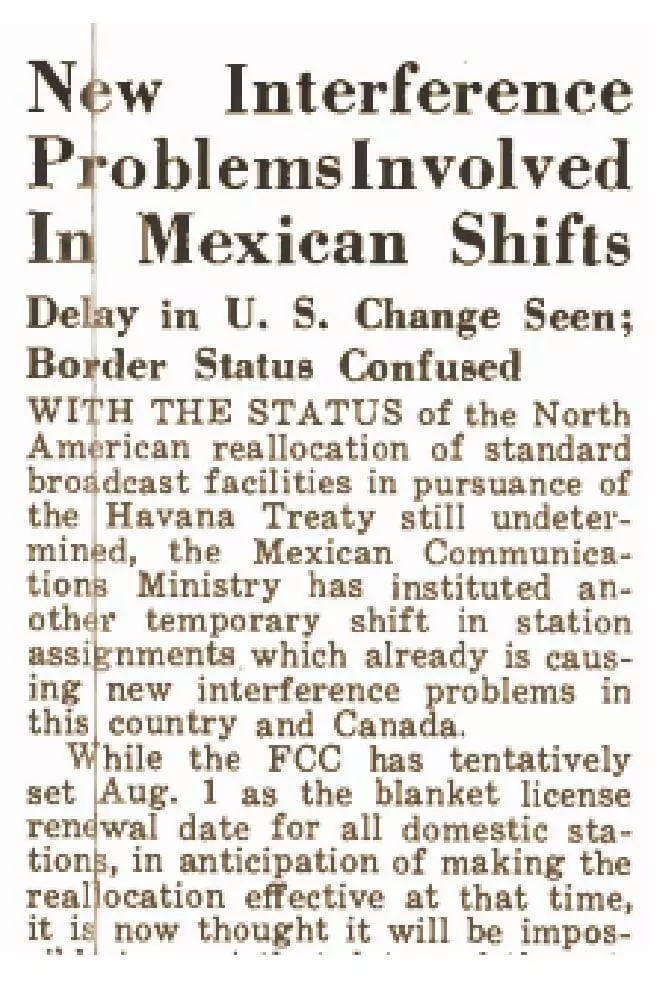 New Interference
Problems Involved
In Mexican Shifts
Delay in U. S. Change Seen;
Border Status Confused
WITH THE STATUS of the North
American reallocation of standard
broadcast facilities in pursuance of
the Havana Treaty still undeter-
mined, the Mexican Communica-
tions Ministry has instituted an-
other temporary shift in station
assignments which already is caus-
ing new interference problems in
this country and Canada.
While the FCC has tentatively
set Aug. 1 as the blanket license
renewal date for all domestic sta-
tions, in anticipation of making the
reallocation effective at that time,
it is now thought it will be impos-